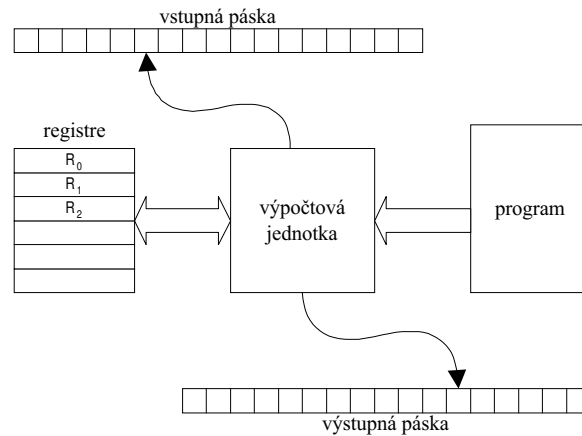 vstupná páska
registre
R0
R1
R2
výpočtová
jednotka
program
výstupná páska